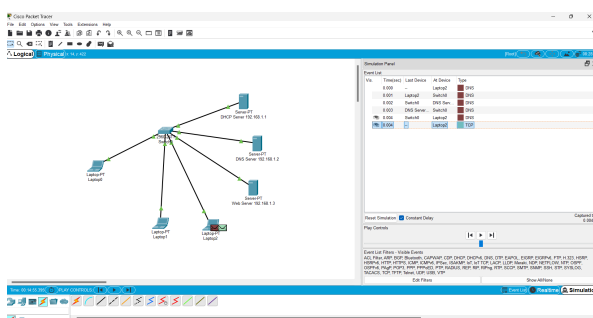 Cisco Packet Tracer
File Edit Options View Tools Extensions Help
Logical Physical
[Root]
Server-PT
DHCP Server 192.168.1.1
Server-PT
DNS Server 192.168.1.2
Server-PT
Web Server 192.168.1.3
Laptop-PT
Laptop0
Laptop-PT
Laptop1
Laptop-PT
Laptop2
Simulation Panel
Event List
Vis. Time(sec) Last Device At Device Type
0.000 -- Laptop2 DNS
0.001 Laptop2 Switch0 DNS
0.002 Switch0 DNS Serv... DNS
0.003 DNS Server... Switch0 DNS
0.004 Switch0 Laptop2 DNS
0.004 -- Laptop2 TCP
Reset Simulation Constant Delay
Play Controls
Event List Filters - Visible Events
Edit Filters Show All/None
PLAY CONTROLS
Event List Realtime Simulation